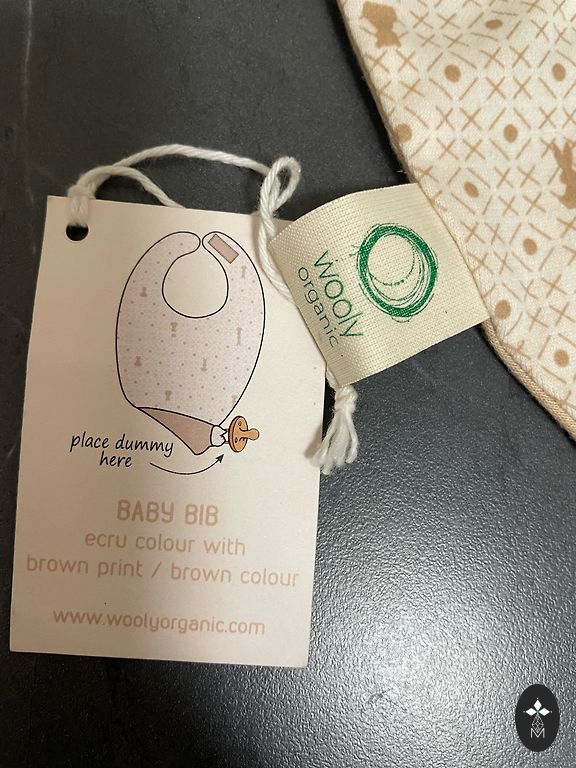 wooly
organic
place dummy
here
BABY BIB
ecru colour with
brown print / brown colour
www.woolyorganic.com
M